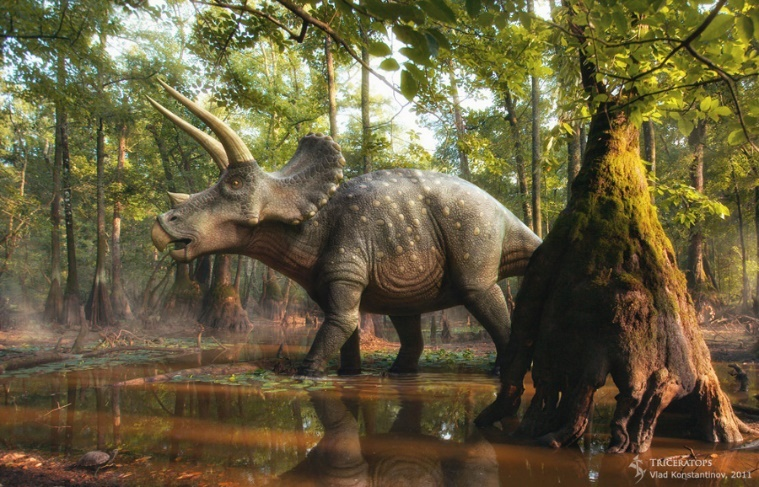 TRICERATOPS
Vlad Konstantinov, 2011